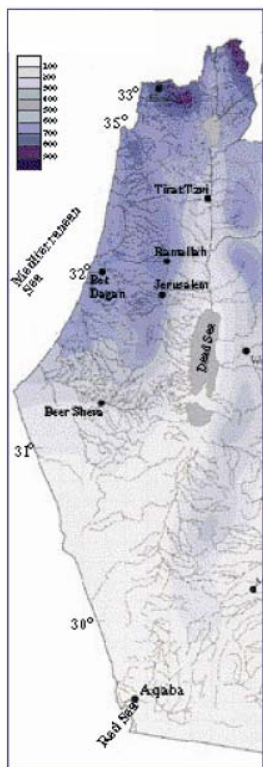 100
200
300
400
500
600
700
800
900
33°
35°
Tirat Tzvi
Mediterranean
Sea
Ramallah
32°
Bet
Dagan
Jerusalem
Dead Sea
Beer Sheva
31°
30°
Aqaba
Red Sea